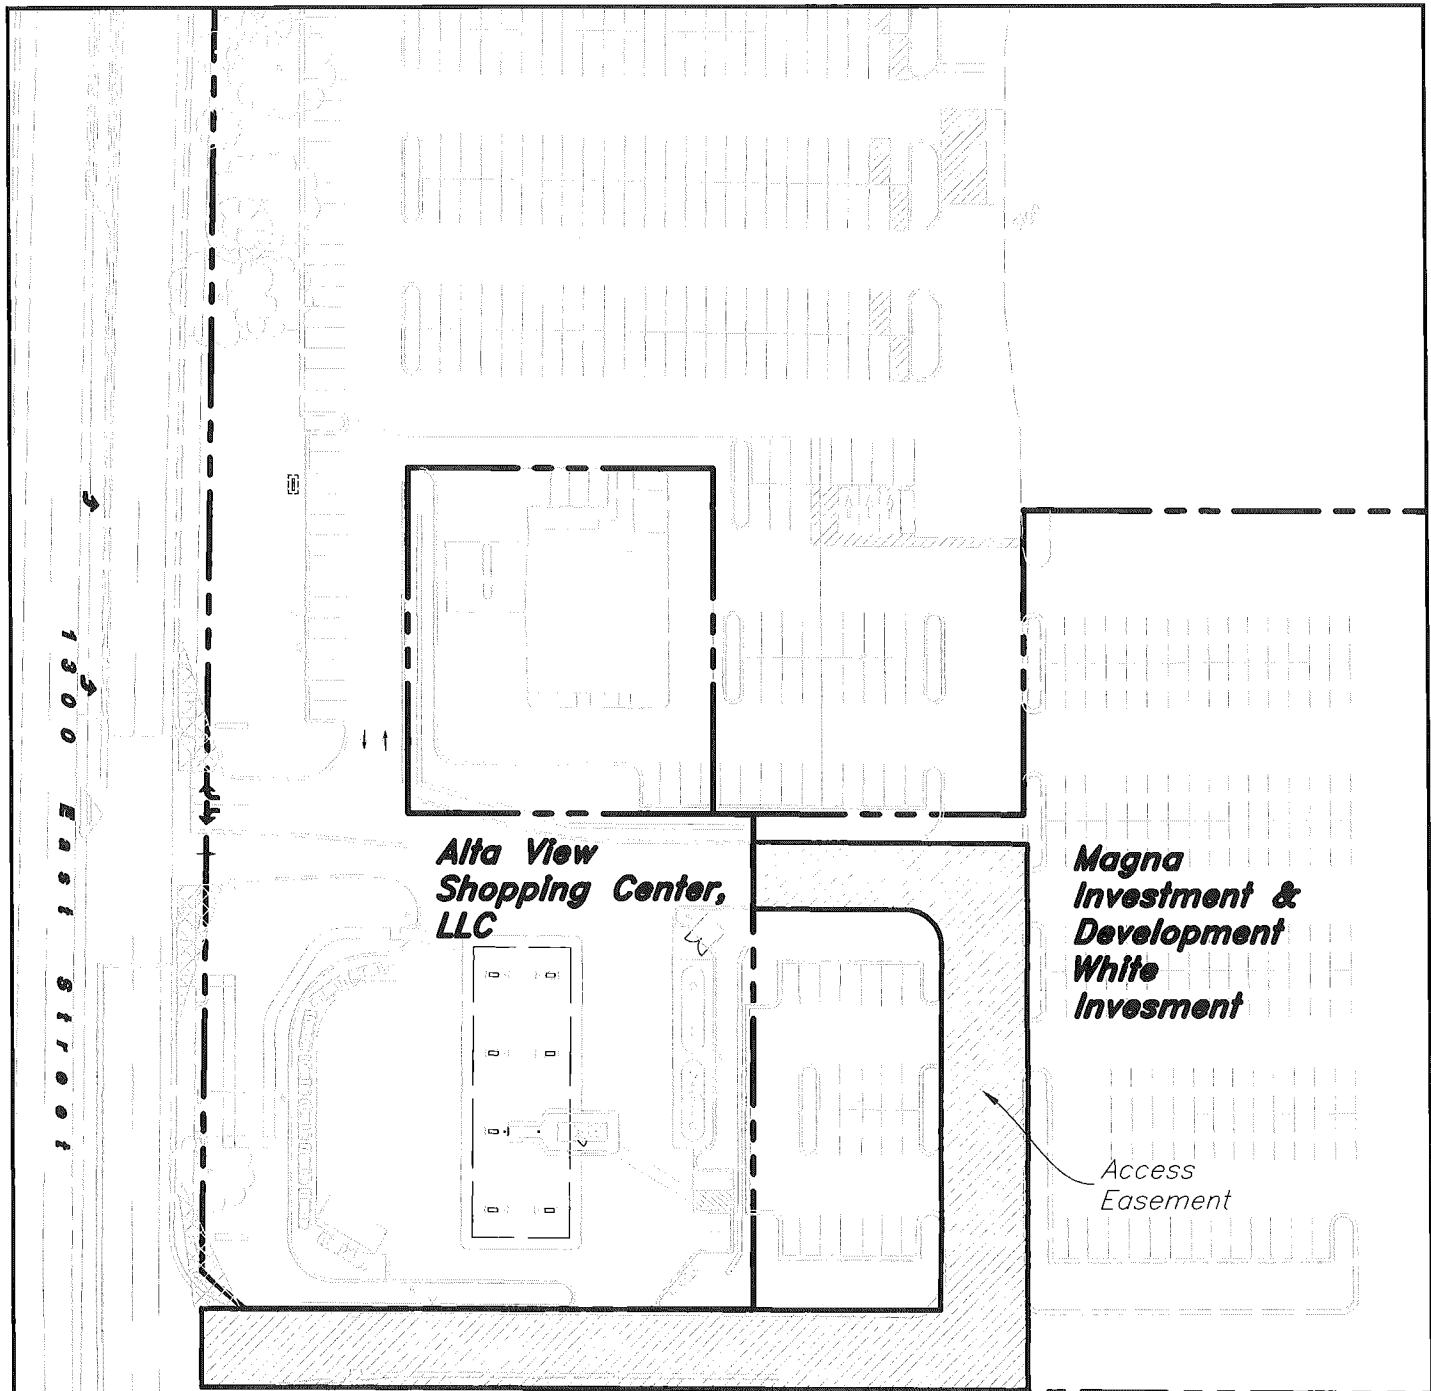 1300 East Street
Alta View
Shopping Center,
LLC
Magna
Investment &
Development
White
Invesment
Access
Easement